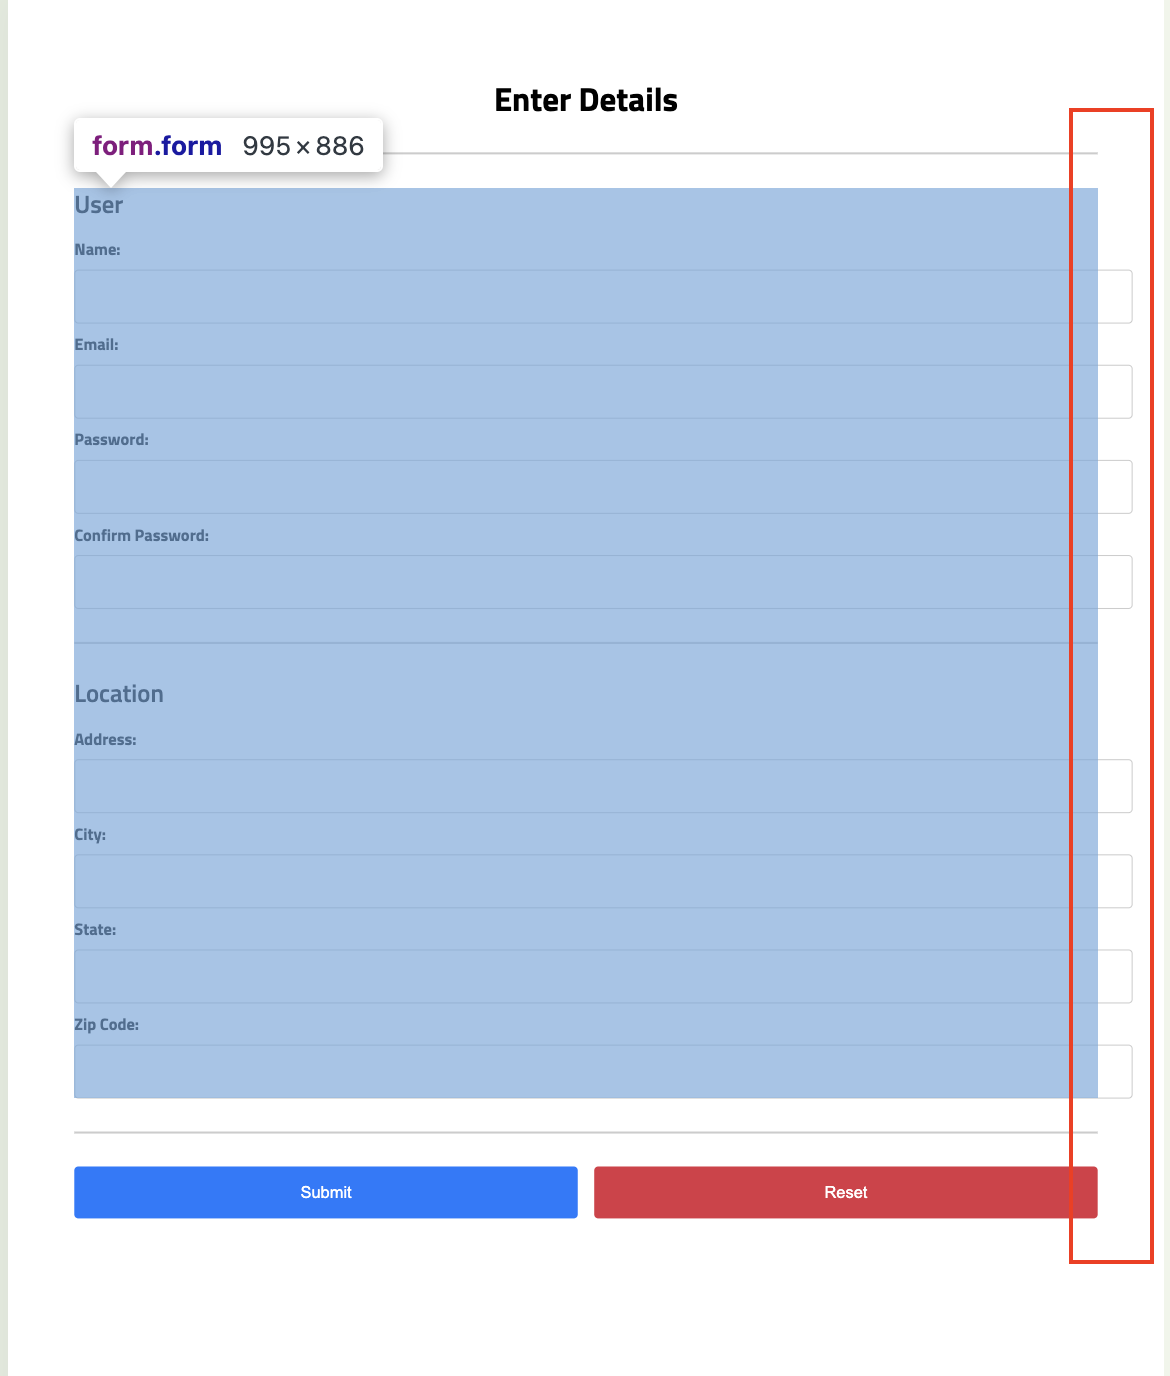 Enter Details
form.form 995 × 886
User
Name:
Email:
Password:
Confirm Password:
Location
Address:
City:
State:
Zip Code:
Submit Reset